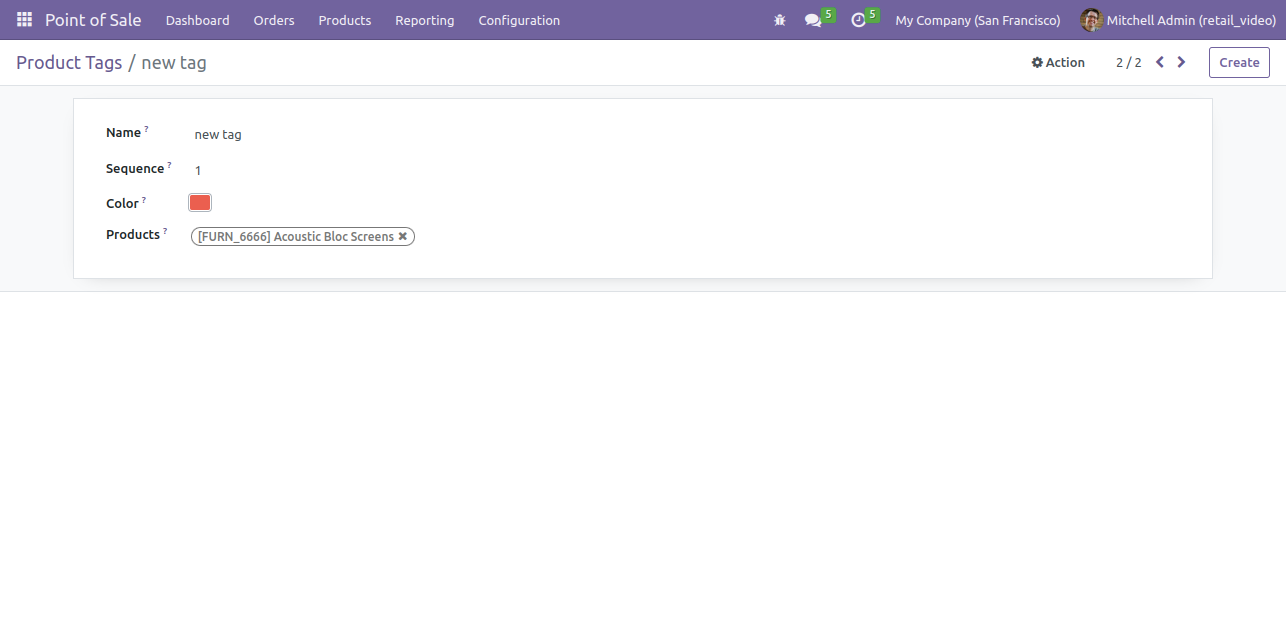 Point of Sale Dashboard Orders Products Reporting Configuration 5 5 My Company (San Francisco) Mitchell Admin (retail_video)
Product Tags / new tag Action 2 / 2 Create
Name ? new tag
Sequence ? 1
Color ?
Products ? [FURN_6666] Acoustic Bloc Screens ✖